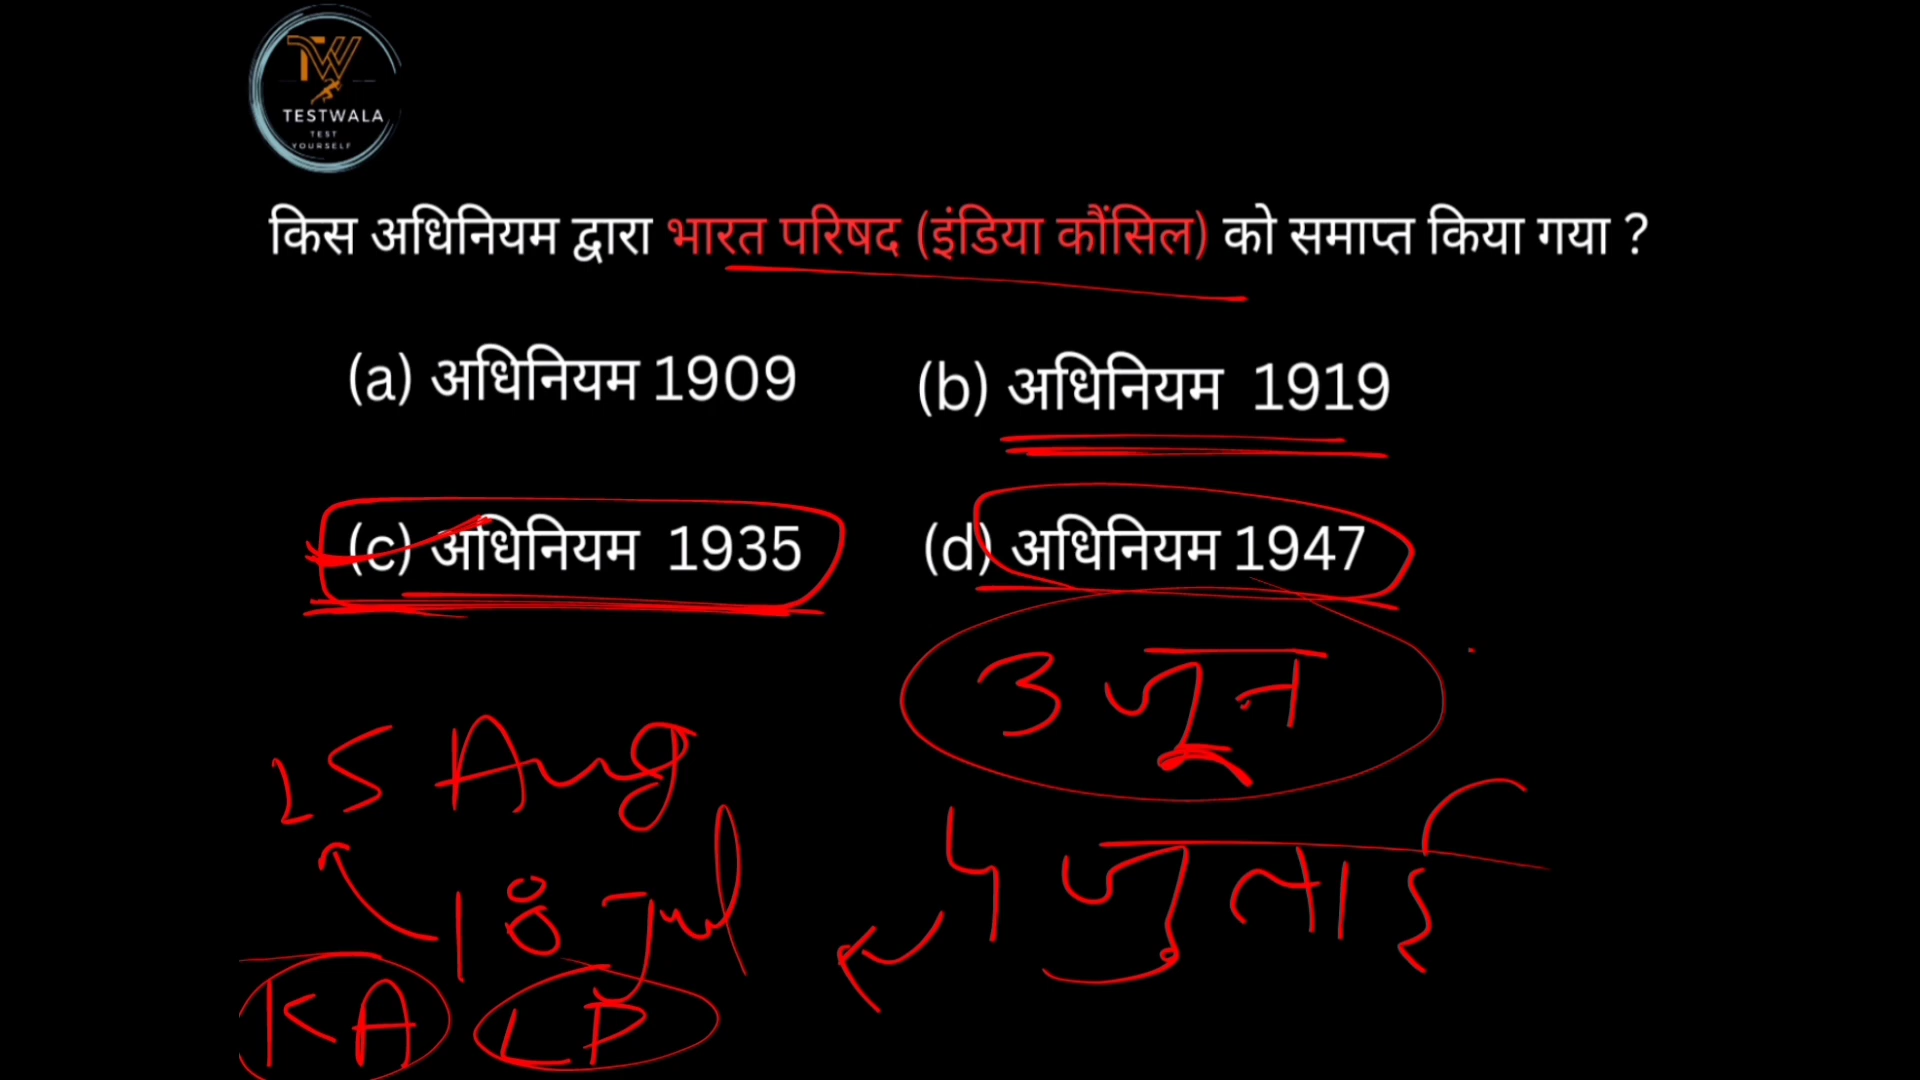 TW
TESTWALA
TEST
YOURSELF
किस अधिनियम द्वारा भारत परिषद (इंडिया कौंसिल) को समाप्त किया गया ?
(a) अधिनियम 1909 (b) अधिनियम 1919
(c) अधिनियम 1935 (d) अधिनियम 1947
3 जून
15 Aug
4 जुलाई
18 Jul
KA LP